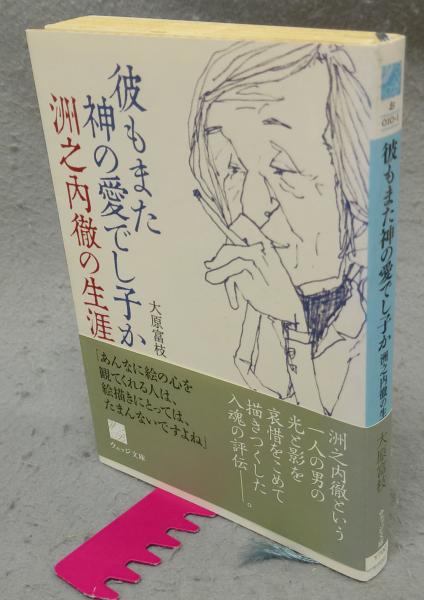 彼もまた
神の愛でし子か
洲之内徹の生涯
大原富枝
洲之内徹という
一人の男の
光と影を
哀惜をこめて
描きつくした
入魂の評伝――。
「あんなに絵の心を
観てくれる人は、
絵描きにとっては、
たまんないですよね」
ウェッジ文庫
彼もまた神の愛でし子か 洲之内徹の生
大原富枝
ウェッジ文庫